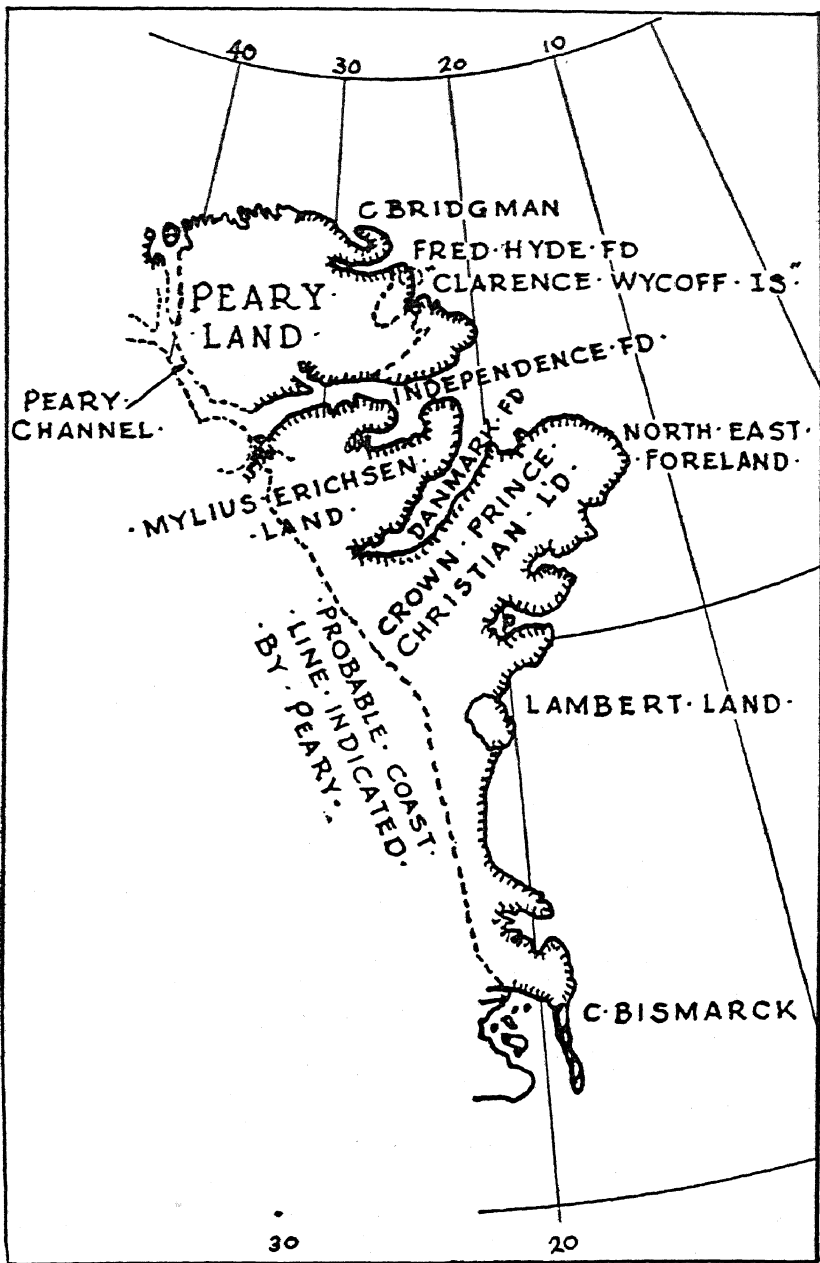 40 30 20 10
C BRIDGMAN
FRED·HYDE·FD
CLARENCE·WYCOFF·IS"
PEARY·
·LAND·
INDEPENDENCE·FD·
PEARY·
CHANNEL·
DANMARK·FD
NORTH·EAST·
·FORELAND·
·MYLIUS·ERICHSEN·
·LAND·
CROWN·PRINCE·
CHRISTIAN·L'D·
·PROBABLE·COAST·
·LINE·INDICATED·
·BY·PEARY·
LAMBERT·LAND·
C·BISMARCK
30 20